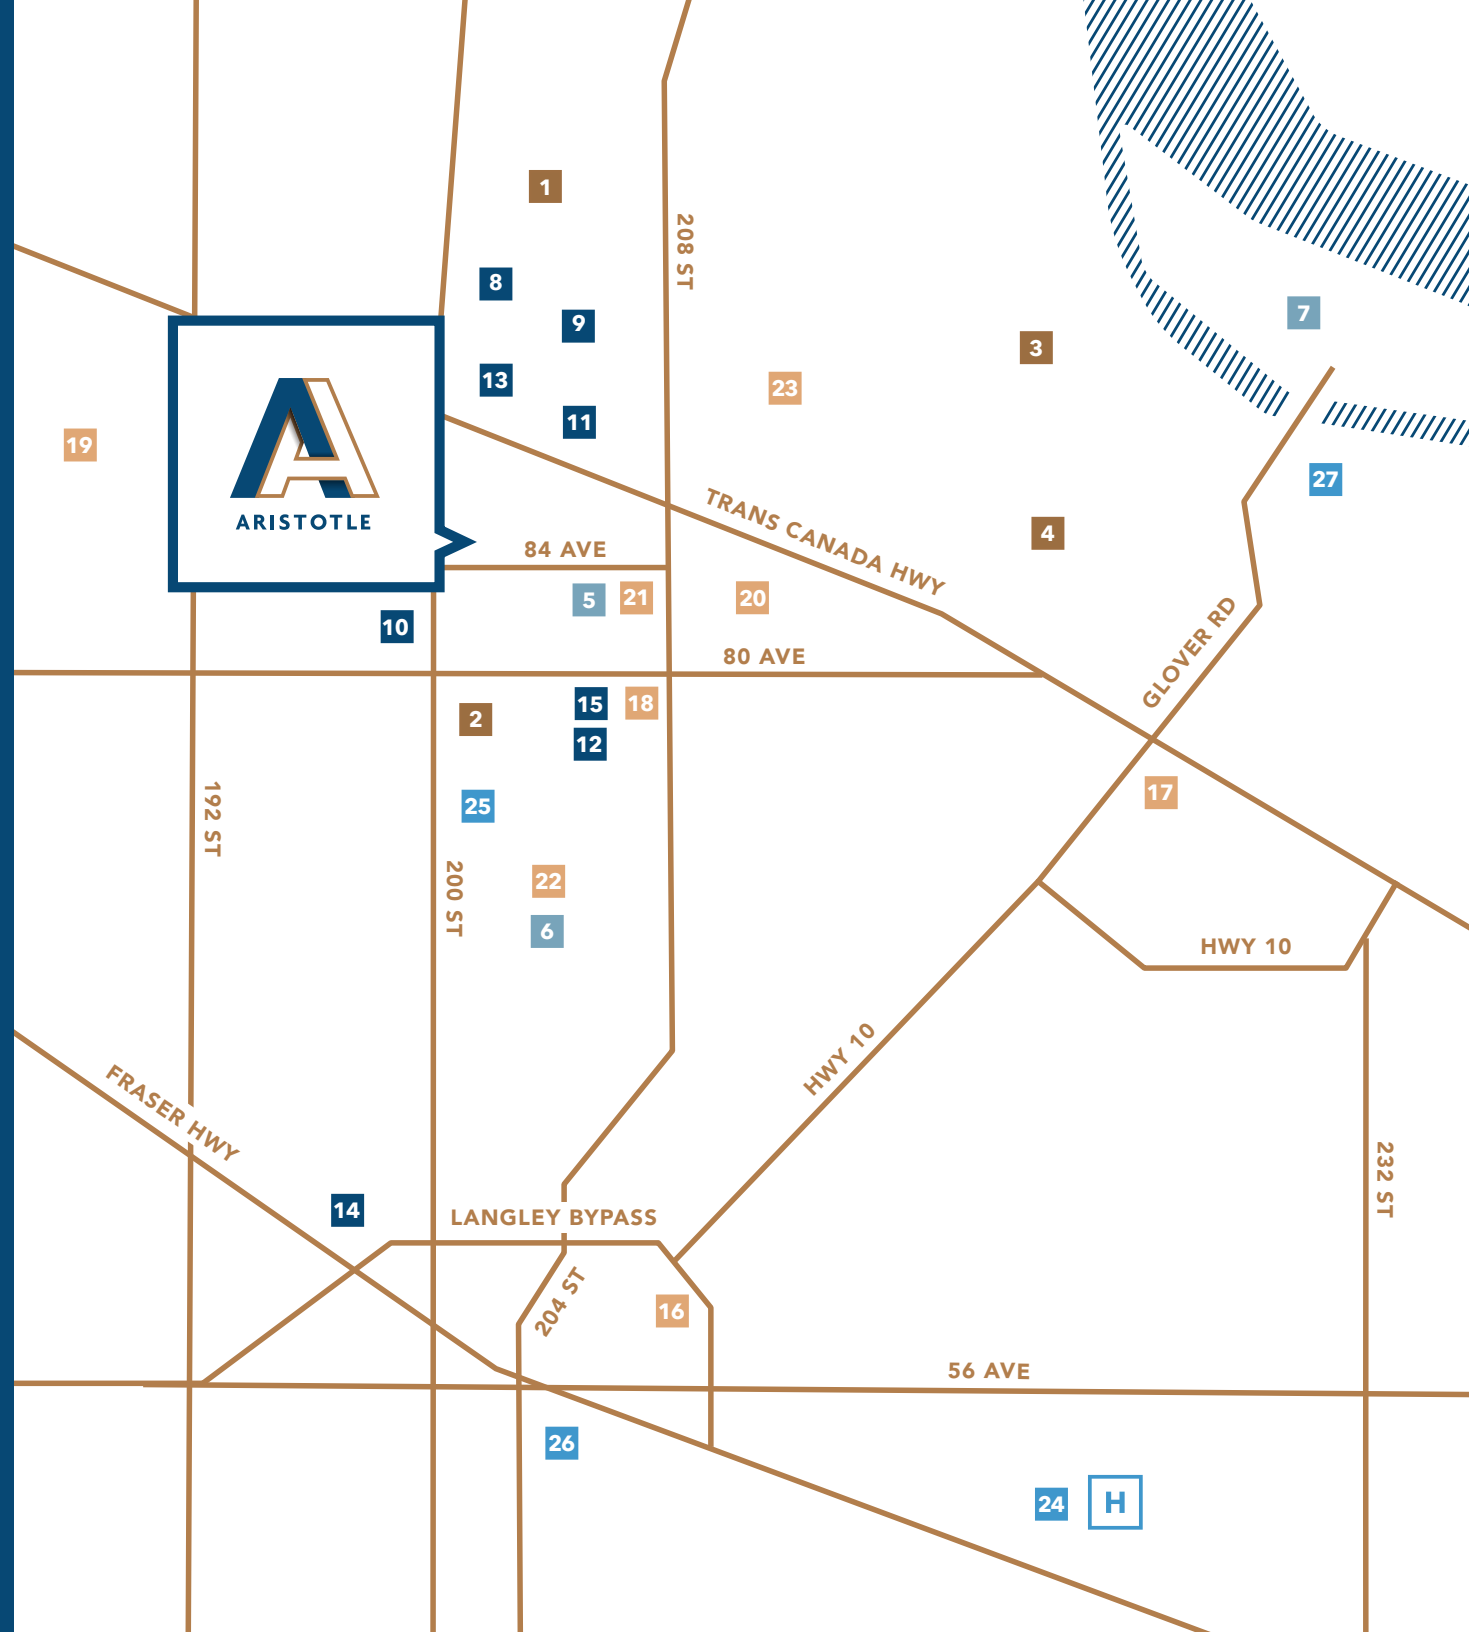 1
208 ST
8
7
9
3
13
23
11
19
27
ARISTOTLE
TRANS CANADA HWY
4
84 AVE
5
21
20
10
GLOVER RD
80 AVE
15
18
2
12
17
192 ST
25
200 ST
22
6
HWY 10
HWY 10
FRASER HWY
232 ST
14
LANGLEY BYPASS
204 ST
16
56 AVE
26
24
H